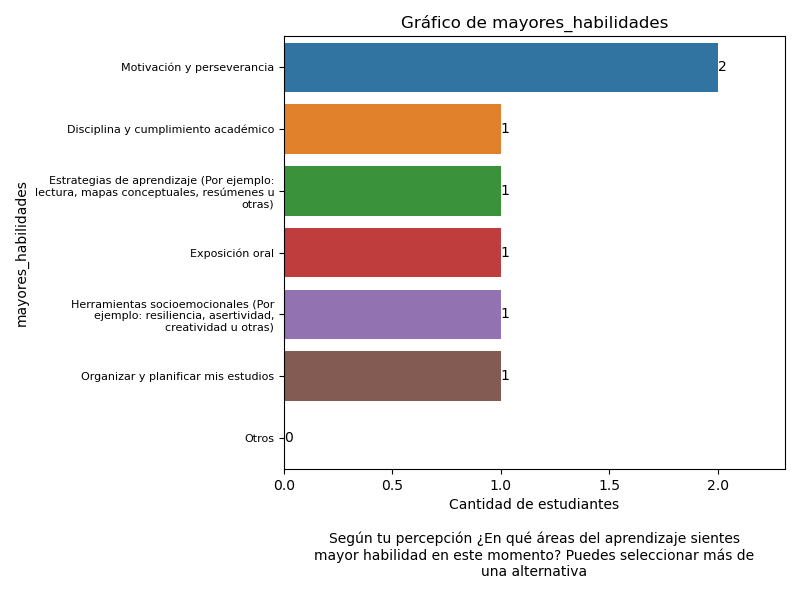 Gráfico de mayores_habilidades
mayores_habilidades
Motivación y perseverancia
2
Disciplina y cumplimiento académico
1
Estrategias de aprendizaje (Por ejemplo:
lectura, mapas conceptuales, resúmenes u
otras)
1
Exposición oral
1
Herramientas socioemocionales (Por
ejemplo: resiliencia, asertividad,
creatividad u otras)
1
Organizar y planificar mis estudios
1
Otros
0
0.0 0.5 1.0 1.5 2.0
Cantidad de estudiantes
Según tu percepción ¿En qué áreas del aprendizaje sientes
mayor habilidad en este momento? Puedes seleccionar más de
una alternativa